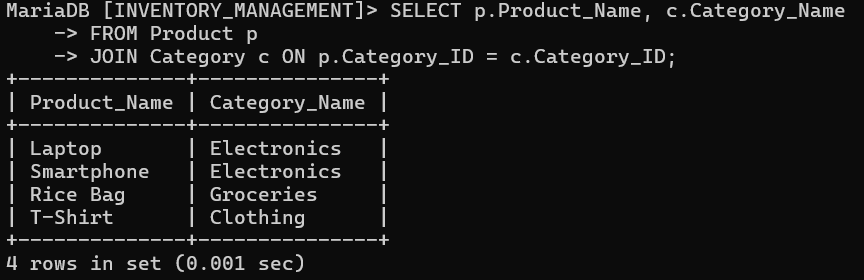 MariaDB [INVENTORY_MANAGEMENT]> SELECT p.Product_Name, c.Category_Name
    -> FROM Product p
    -> JOIN Category c ON p.Category_ID = c.Category_ID;
+--------------+---------------+
| Product_Name | Category_Name |
+--------------+---------------+
| Laptop       | Electronics   |
| Smartphone   | Electronics   |
| Rice Bag     | Groceries     |
| T-Shirt      | Clothing      |
+--------------+---------------+
4 rows in set (0.001 sec)